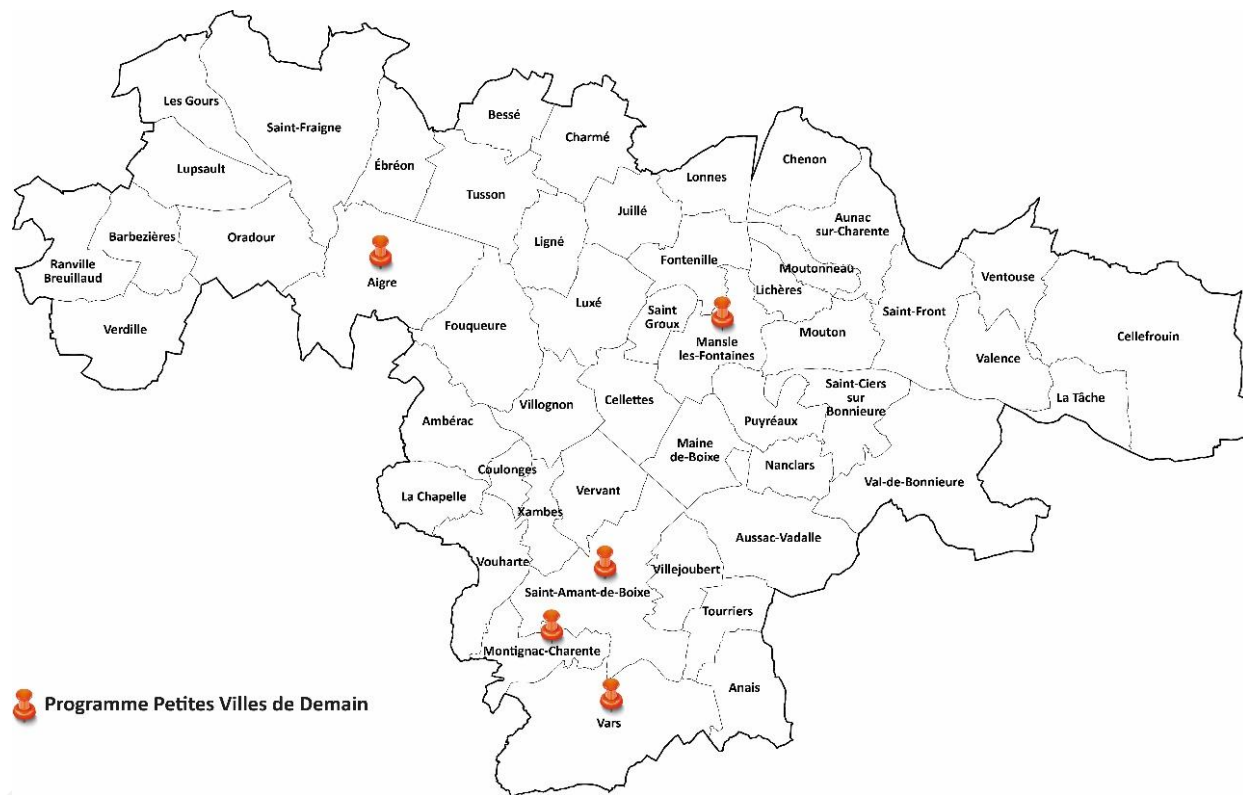 Les Gours
Saint-Fraigne
Bessé
Charmé
Lupsault
Ébréon
Tusson
Lonnes
Chenon
Juillé
Aunac
sur-Charente
Barbezières
Oradour
Ligné
Ranville
Breuillaud
Aigre
Fontenille
Moutonneau
Lichères
Ventouse
Luxé
Saint
Groux
Saint-Front
Verdille
Fouqueure
Mansle
les-Fontaines
Mouton
Valence
Cellefrouin
Ambérac
Villognon
Cellettes
Saint-Ciers
sur
Bonnieure
La Tâche
Puyréaux
Maine
de-Boixe
Coulonges
Nanclars
La Chapelle
Vervant
Val-de-Bonnieure
Xambes
Aussac-Vadalle
Vouharte
Villejoubert
Saint-Amant-de-Boixe
Tourriers
Montignac-Charente
Anais
Vars
Programme Petites Villes de Demain